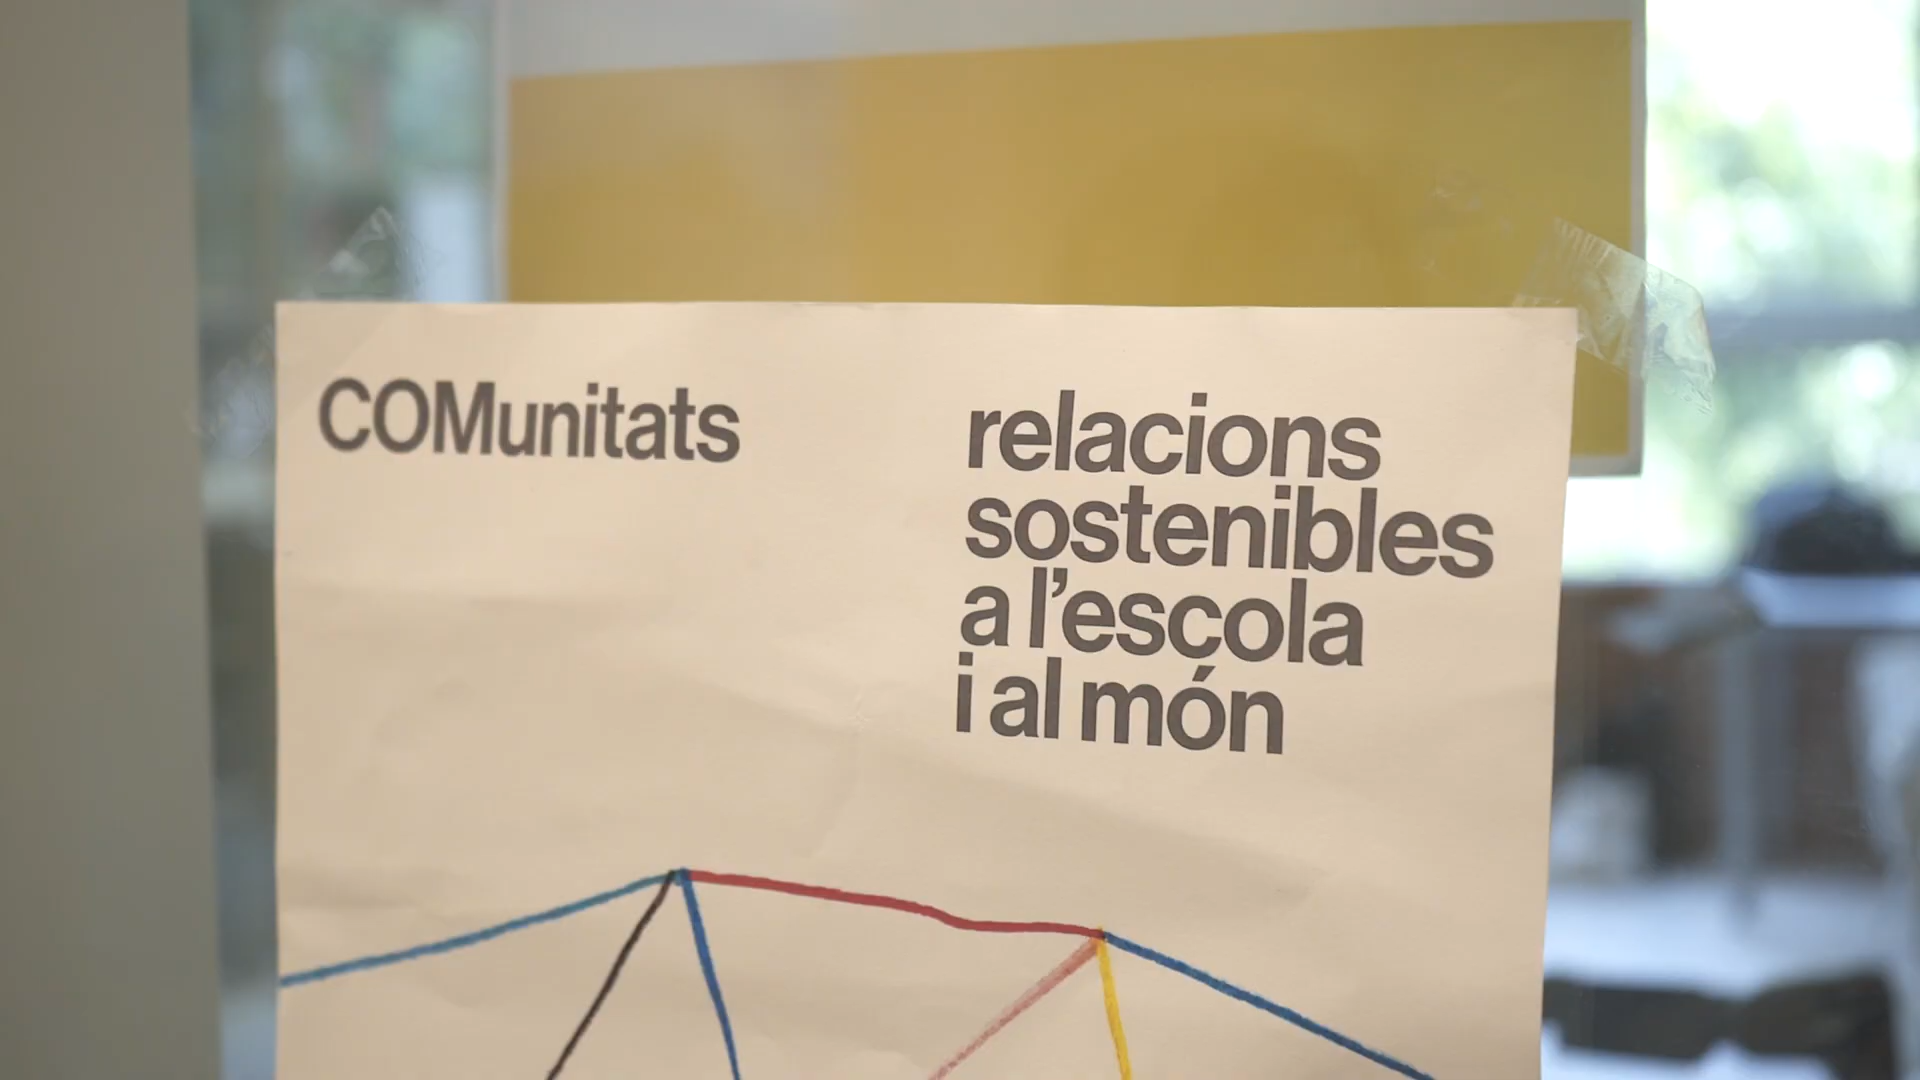 COMunitats
relacions
sostenibles
a l'escola
i al món